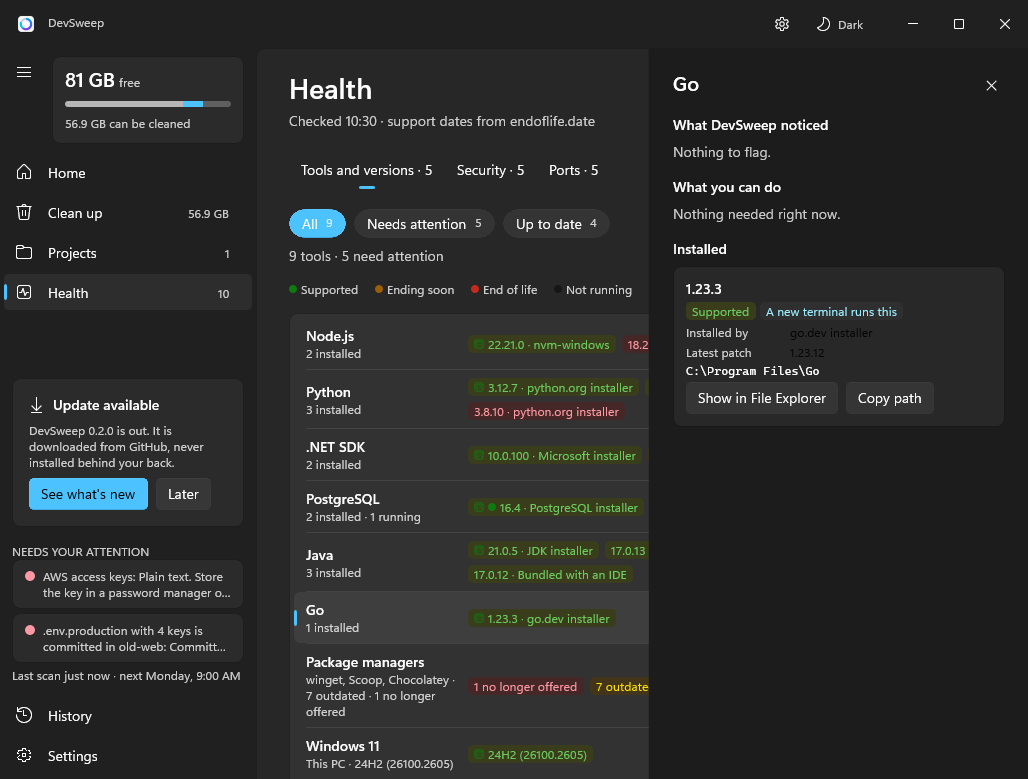 DevSweep
Dark
81 GB free
56.9 GB can be cleaned
Home
Clean up 56.9 GB
Projects 1
Health 10
Update available
DevSweep 0.2.0 is out. It is
downloaded from GitHub, never
installed behind your back.
See what's new Later
NEEDS YOUR ATTENTION
AWS access keys: Plain text. Store
the key in a password manager o...
.env.production with 4 keys is
committed in old-web: Committ...
Last scan just now · next Monday, 9:00 AM
History
Settings
Health
Checked 10:30 · support dates from endoflife.date
Tools and versions · 5 Security · 5 Ports · 5
All 9 Needs attention 5 Up to date 4
9 tools · 5 need attention
Supported Ending soon End of life Not running
Node.js
2 installed
22.21.0 · nvm-windows 18.2
Python
3 installed
3.12.7 · python.org installer
3.8.10 · python.org installer
.NET SDK
2 installed
10.0.100 · Microsoft installer
PostgreSQL
2 installed · 1 running
16.4 · PostgreSQL installer
Java
3 installed
21.0.5 · JDK installer 17.0.13
17.0.12 · Bundled with an IDE
Go
1 installed
1.23.3 · go.dev installer
Package managers
winget, Scoop, Chocolatey ·
7 outdated · 1 no longer
offered
1 no longer offered 7 outdate
Windows 11
This PC · 24H2 (26100.2605)
24H2 (26100.2605)
Go
What DevSweep noticed
Nothing to flag.
What you can do
Nothing needed right now.
Installed
1.23.3
Supported A new terminal runs this
Installed by go.dev installer
Latest patch 1.23.12
C:\Program Files\Go
Show in File Explorer Copy path